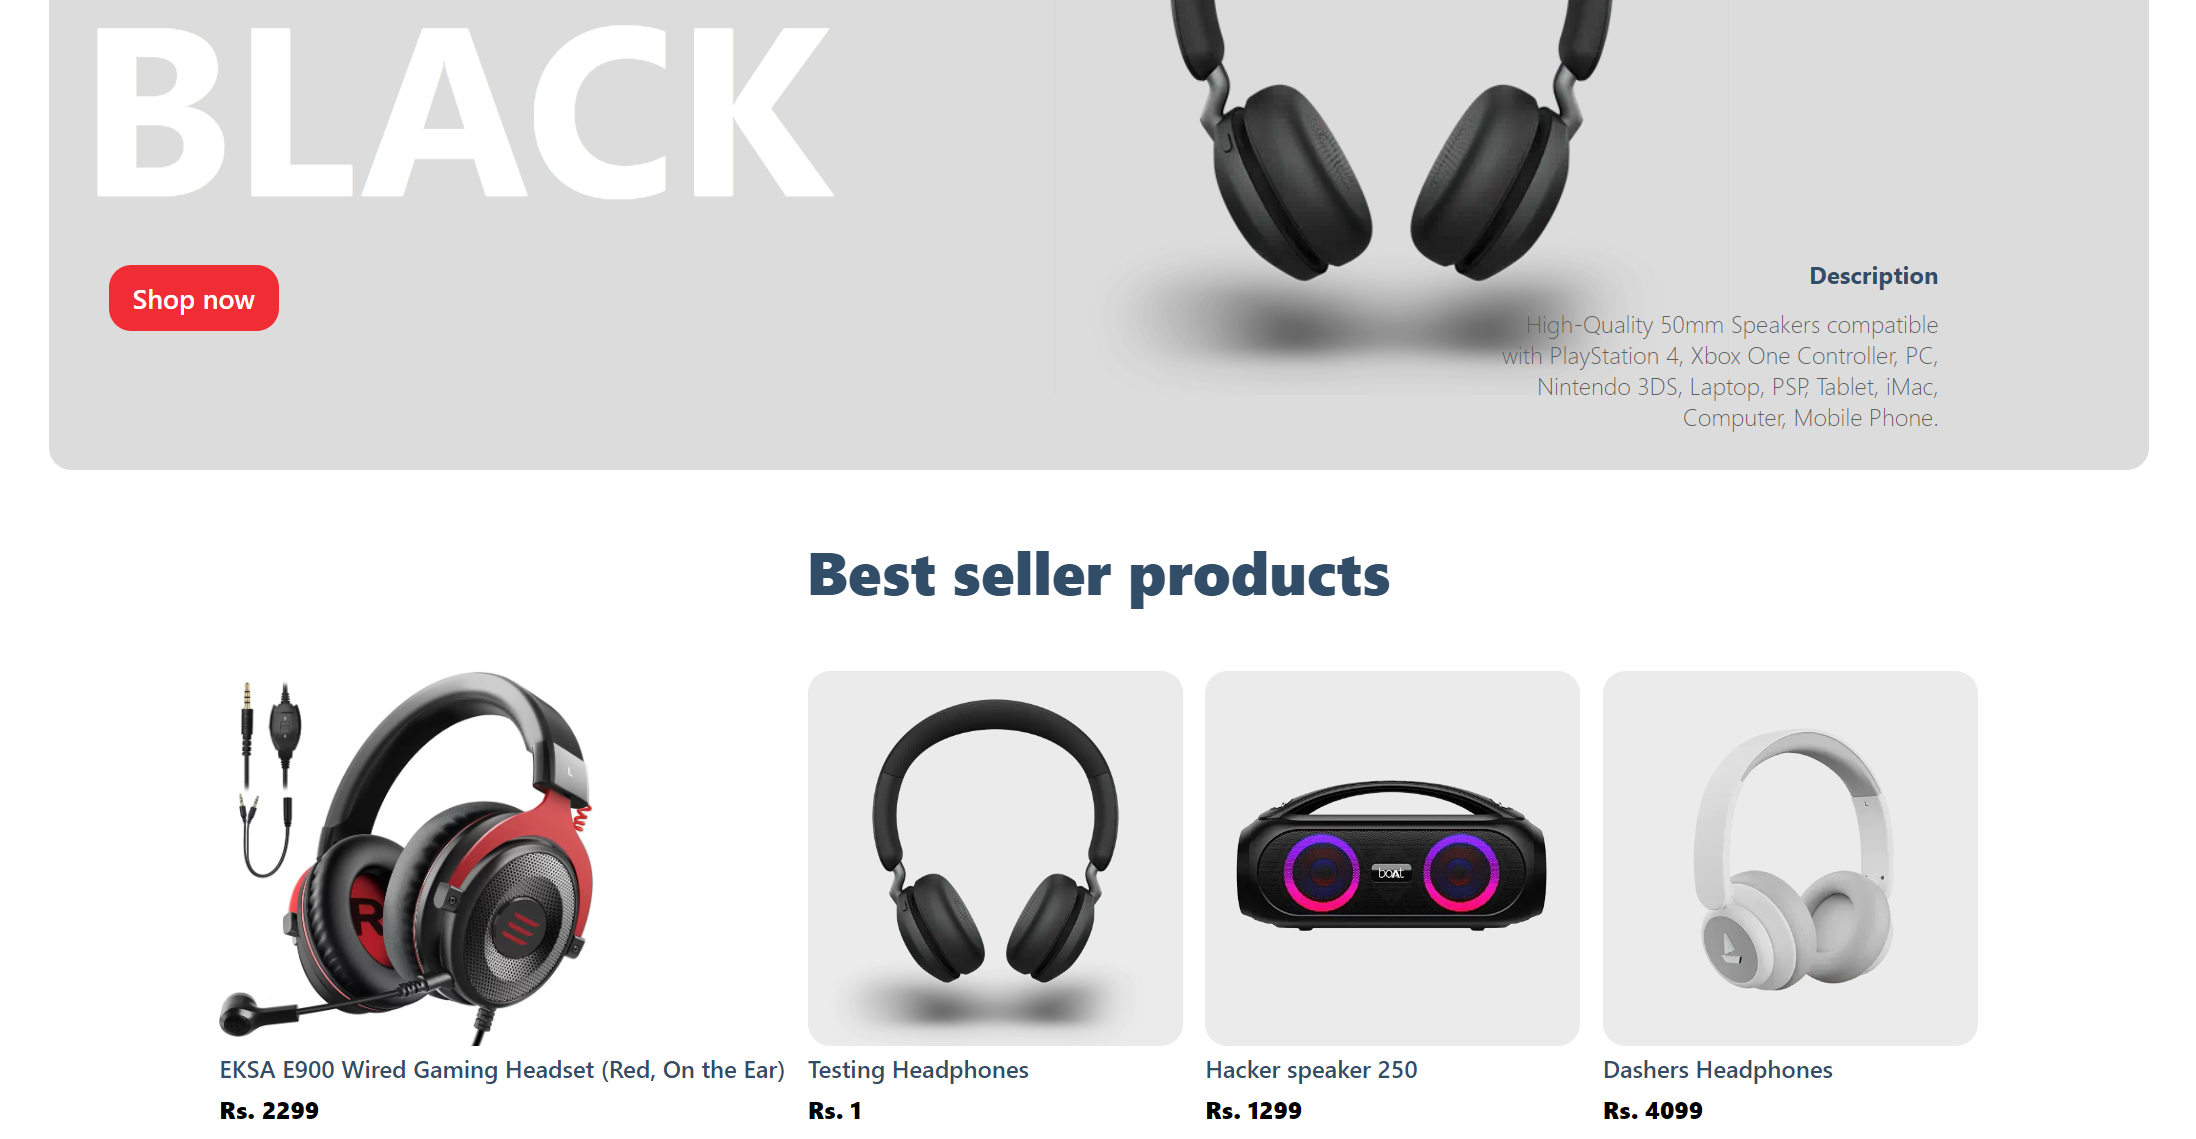 BLACK
Shop now
Description
High-Quality 50mm Speakers compatible
with PlayStation 4, Xbox One Controller, PC,
Nintendo 3DS, Laptop, PSP, Tablet, iMac,
Computer, Mobile Phone.
Best seller products
R
boAt
EKSA E900 Wired Gaming Headset (Red, On the Ear)
Rs. 2299
Testing Headphones
Rs. 1
Hacker speaker 250
Rs. 1299
Dashers Headphones
Rs. 4099